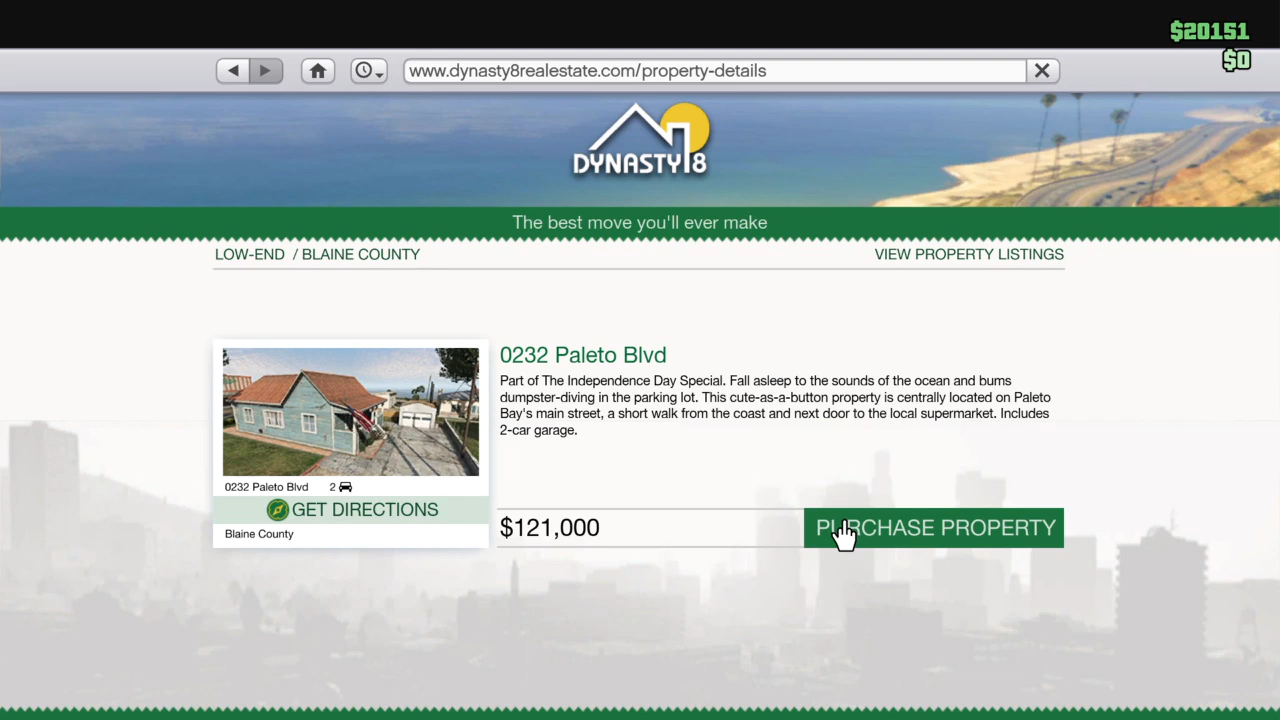 $20151
$0
www.dynasty8realestate.com/property-details
DYNASTY 8
The best move you'll ever make
LOW-END / BLAINE COUNTY
VIEW PROPERTY LISTINGS
0232 Paleto Blvd
Part of The Independence Day Special. Fall asleep to the sounds of the ocean and bums
dumpster-diving in the parking lot. This cute-as-a-button property is centrally located on Paleto
Bay's main street, a short walk from the coast and next door to the local supermarket. Includes
2-car garage.
0232 Paleto Blvd 2
GET DIRECTIONS
Blaine County
$121,000
PURCHASE PROPERTY